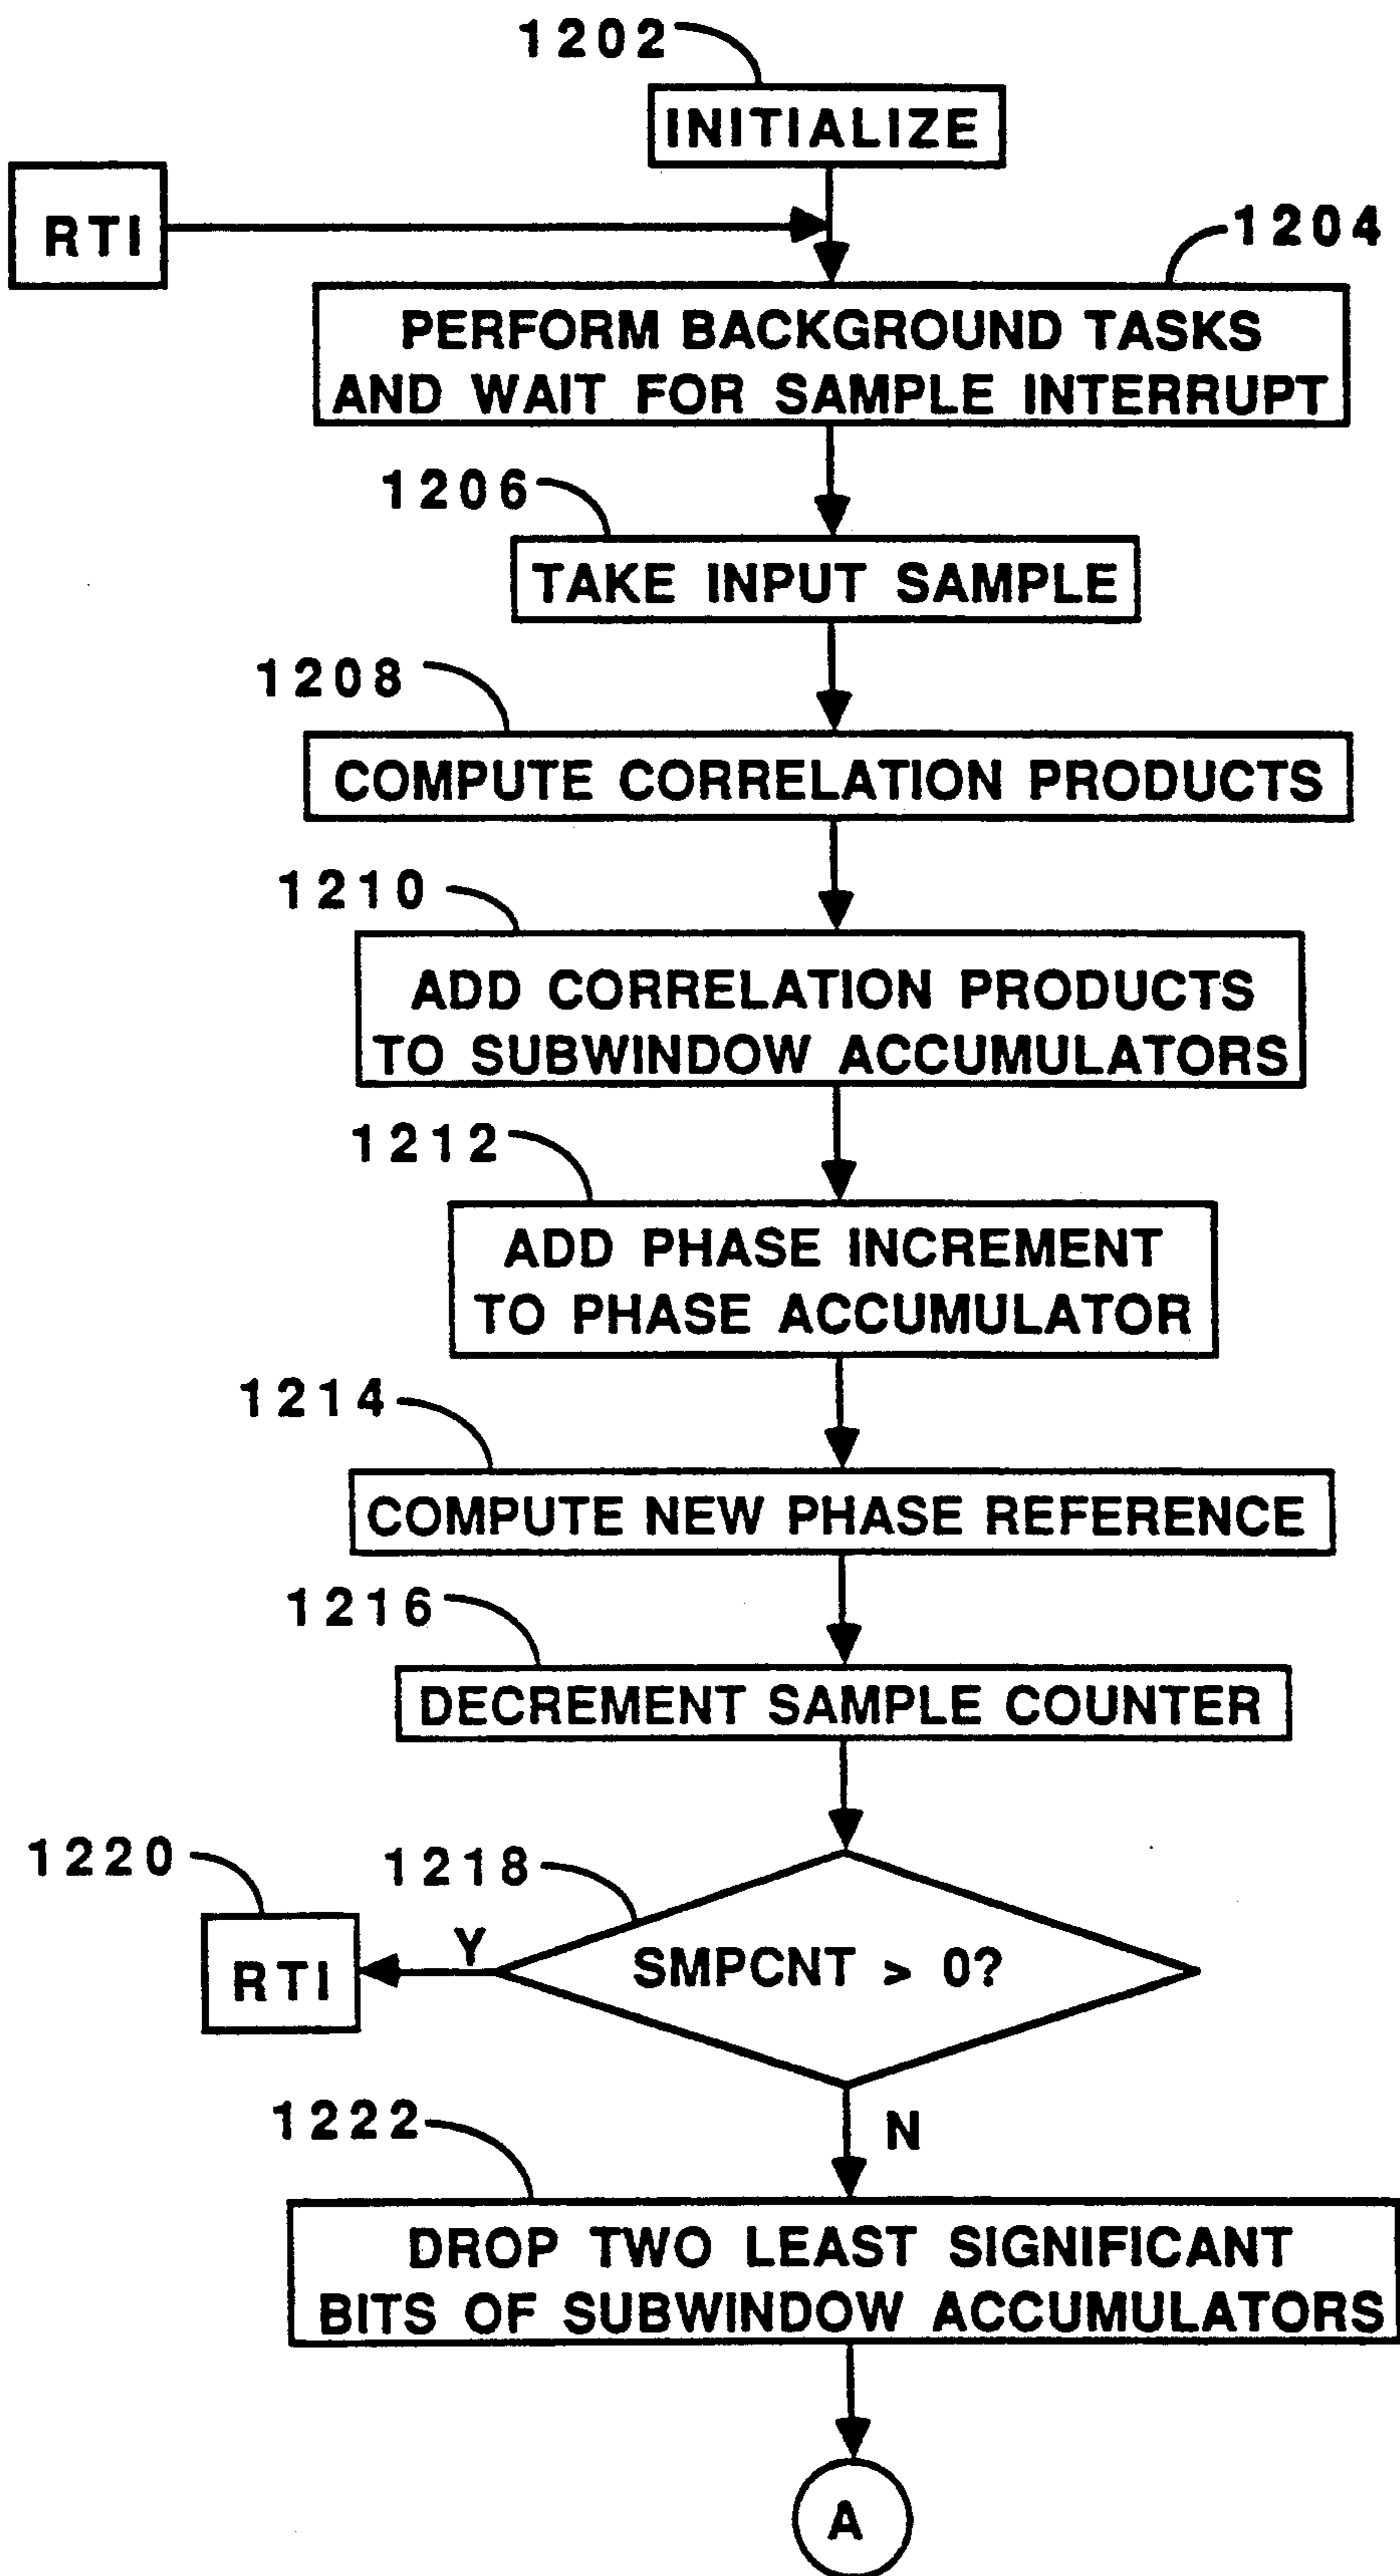 1202
INITIALIZE
RTI
1204
PERFORM BACKGROUND TASKS
AND WAIT FOR SAMPLE INTERRUPT
1206
TAKE INPUT SAMPLE
1208
COMPUTE CORRELATION PRODUCTS
1210
ADD CORRELATION PRODUCTS
TO SUBWINDOW ACCUMULATORS
1212
ADD PHASE INCREMENT
TO PHASE ACCUMULATOR
1214
COMPUTE NEW PHASE REFERENCE
1216
DECREMENT SAMPLE COUNTER
1220
1218
RTI
Y
SMPCNT > 0?
N
1222
DROP TWO LEAST SIGNIFICANT
BITS OF SUBWINDOW ACCUMULATORS
A